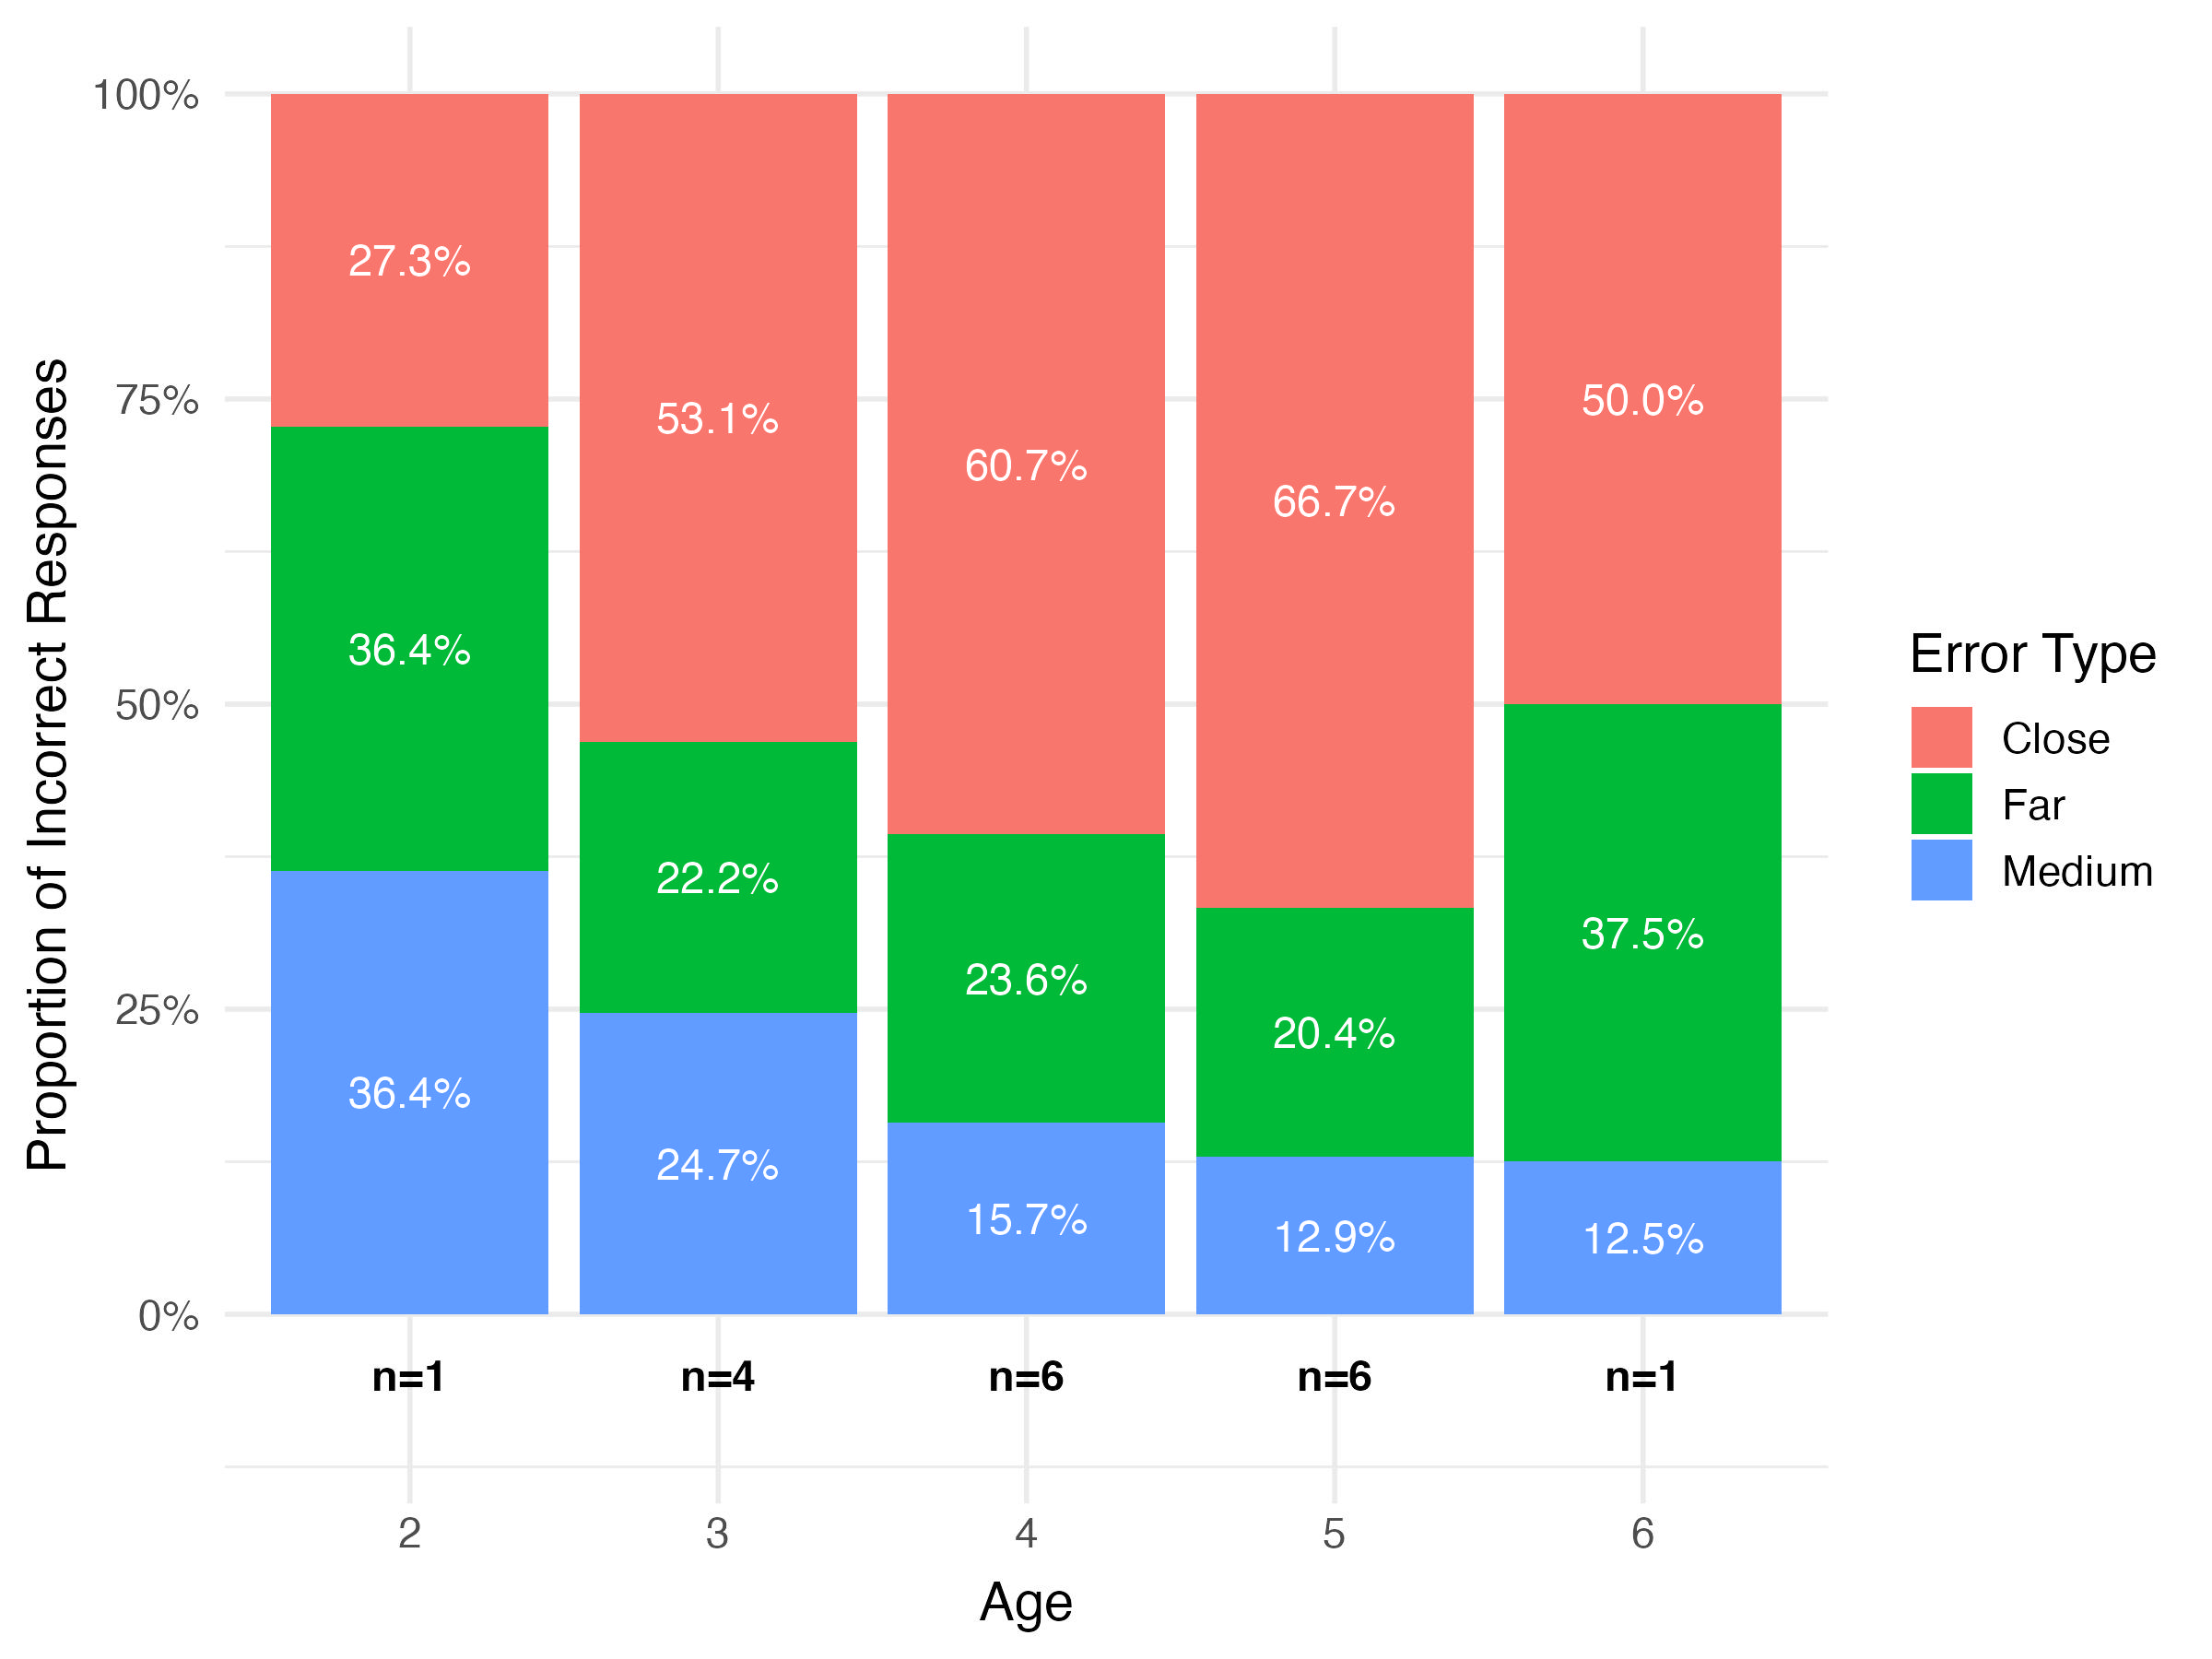 Proportion of Incorrect Responses
100%
75%
50%
25%
0%
27.3%
36.4%
36.4%
53.1%
22.2%
24.7%
60.7%
23.6%
15.7%
66.7%
20.4%
12.9%
50.0%
37.5%
12.5%
n=1
n=4
n=6
n=6
n=1
2
3
4
5
6
Age
Error Type
Close
Far
Medium